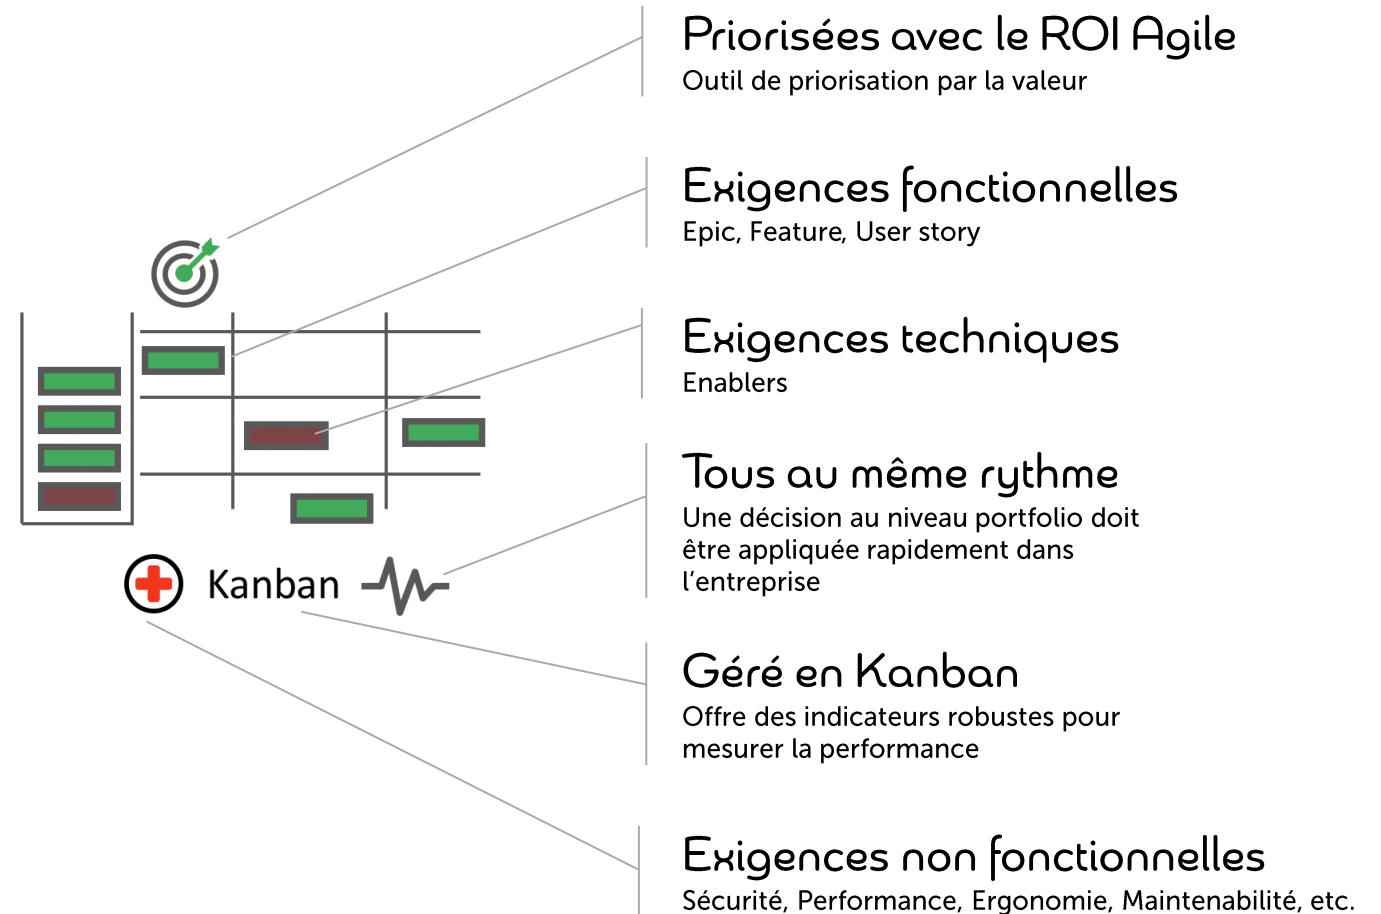 Priorisées avec le ROI Agile
Outil de priorisation par la valeur
Exigences fonctionnelles
Epic, Feature, User story
Exigences techniques
Enablers
Tous au même rythme
Une décision au niveau portfolio doit
être appliquée rapidement dans
l’entreprise
Kanban
Géré en Kanban
Offre des indicateurs robustes pour
mesurer la performance
Exigences non fonctionnelles
Sécurité, Performance, Ergonomie, Maintenabilité, etc.